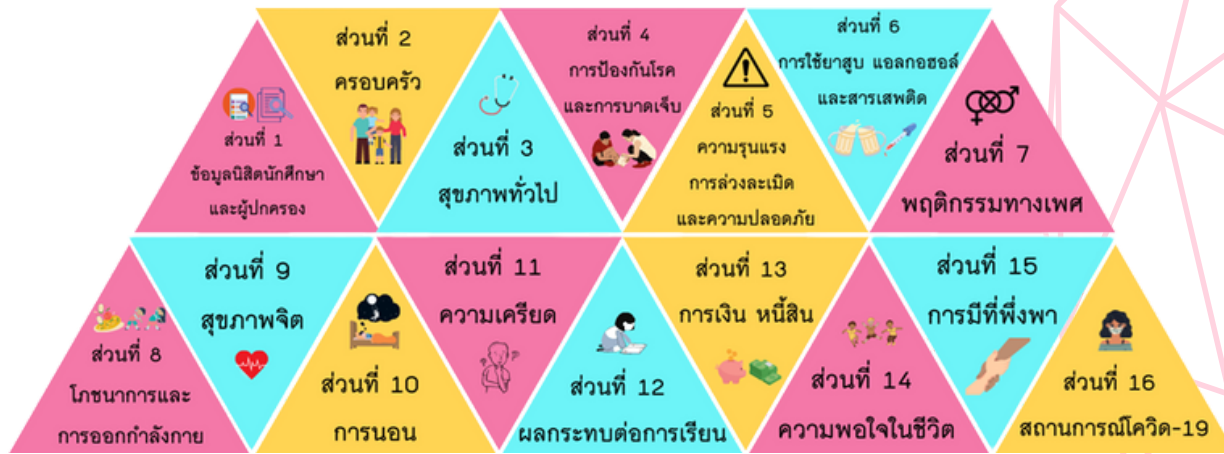 ส่วนที่ 1
ข้อมูลนิสิตนักศึกษา
และผู้ปกครอง
ส่วนที่ 2
ครอบครัว
ส่วนที่ 3
สุขภาพทั่วไป
ส่วนที่ 4
การป้องกันโรค
และการบาดเจ็บ
ส่วนที่ 5
ความรุนแรง
การล่วงละเมิด
และความปลอดภัย
ส่วนที่ 6
การใช้ยาสูบ แอลกอฮอล์
และสารเสพติด
ส่วนที่ 7
พฤติกรรมทางเพศ
ส่วนที่ 8
โภชนาการและ
การออกกำลังกาย
ส่วนที่ 9
สุขภาพจิต
ส่วนที่ 10
การนอน
ส่วนที่ 11
ความเครียด
ส่วนที่ 12
ผลกระทบต่อการเรียน
ส่วนที่ 13
การเงิน หนี้สิน
ส่วนที่ 14
ความพอใจในชีวิต
ส่วนที่ 15
การมีที่พึ่งพา
ส่วนที่ 16
สถานการณ์โควิด-19